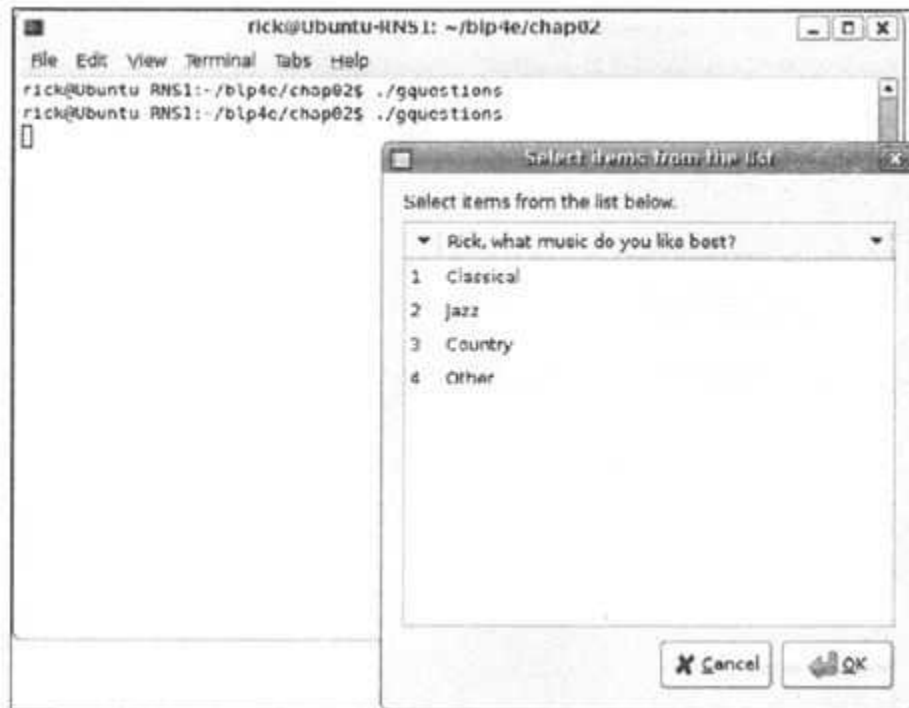 rick@Ubuntu-RNS1: ~/blp4e/chap02
File Edit View Terminal Tabs Help
rick@Ubuntu-RNS1:~/blp4e/chap02$ ./gquestions
rick@Ubuntu-RNS1:~/blp4e/chap02$ ./gquestions
Select items from the list
Select items from the list below.
Rick, what music do you like best?
1 Classical
2 Jazz
3 Country
4 Other
Cancel OK